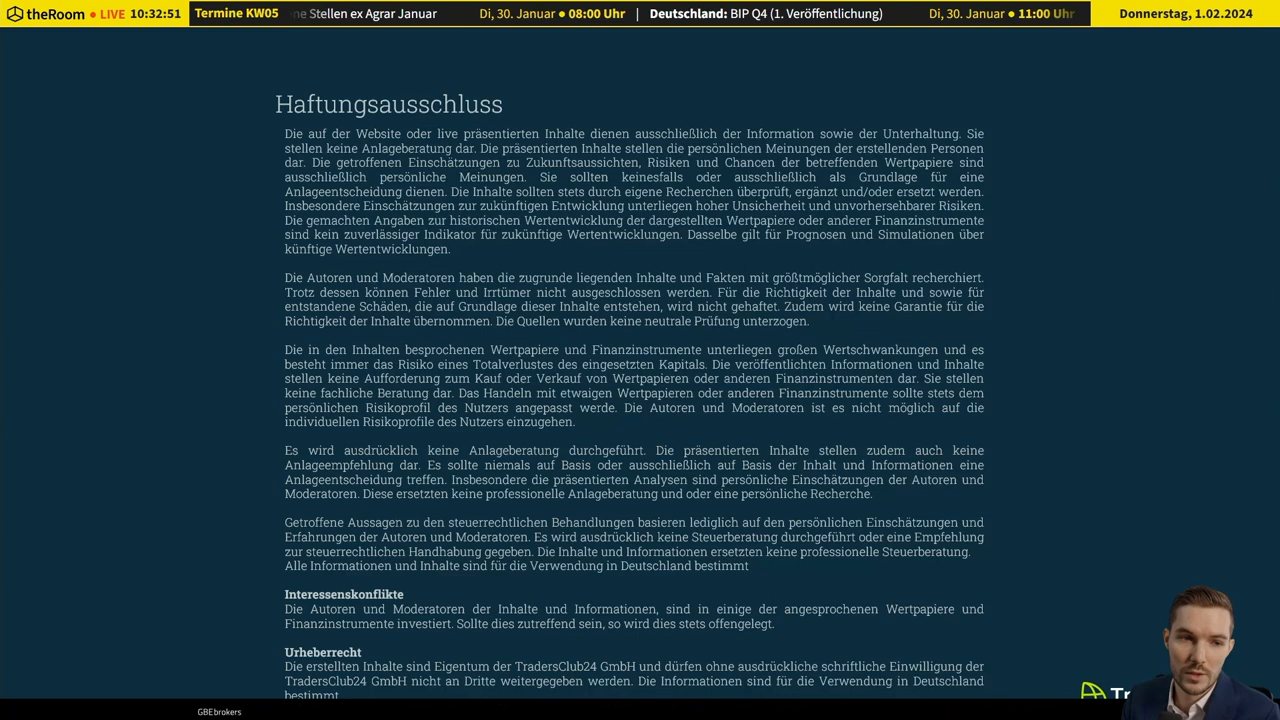 theRoom ● LIVE 10:32:51 Termine KW05 ne Stellen ex Agrar Januar Di, 30. Januar ● 08:00 Uhr | Deutschland: BIP Q4 (1. Veröffentlichung) Di, 30. Januar ● 11:00 Uhr Donnerstag, 1.02.2024
Haftungsausschluss
Die auf der Website oder live präsentierten Inhalte dienen ausschließlich der Information sowie der Unterhaltung. Sie
stellen keine Anlageberatung dar. Die präsentierten Inhalte stellen die persönlichen Meinungen der erstellenden Personen
dar. Die getroffenen Einschätzungen zu Zukunftsaussichten, Risiken und Chancen der betreffenden Wertpapiere sind
ausschließlich persönliche Meinungen. Sie sollten keinesfalls oder ausschließlich als Grundlage für eine
Anlageentscheidung dienen. Die Inhalte sollten stets durch eigene Recherchen überprüft, ergänzt und/oder ersetzt werden.
Insbesondere Einschätzungen zur zukünftigen Entwicklung unterliegen hoher Unsicherheit und unvorhersehbarer Risiken.
Die gemachten Angaben zur historischen Wertentwicklung der dargestellten Wertpapiere oder anderer Finanzinstrumente
sind kein zuverlässiger Indikator für zukünftige Wertentwicklungen. Dasselbe gilt für Prognosen und Simulationen über
künftige Wertentwicklungen.
Die Autoren und Moderatoren haben die zugrunde liegenden Inhalte und Fakten mit größtmöglicher Sorgfalt recherchiert.
Trotz dessen können Fehler und Irrtümer nicht ausgeschlossen werden. Für die Richtigkeit der Inhalte und sowie für
entstandene Schäden, die auf Grundlage dieser Inhalte entstehen, wird nicht gehaftet. Zudem wird keine Garantie für die
Richtigkeit der Inhalte übernommen. Die Quellen wurden keine neutrale Prüfung unterzogen.
Die in den Inhalten besprochenen Wertpapiere und Finanzinstrumente unterliegen großen Wertschwankungen und es
besteht immer das Risiko eines Totalverlustes des eingesetzten Kapitals. Die veröffentlichten Informationen und Inhalte
stellen keine Aufforderung zum Kauf oder Verkauf von Wertpapieren oder anderen Finanzinstrumenten dar. Sie stellen
keine fachliche Beratung dar. Das Handeln mit etwaigen Wertpapieren oder anderen Finanzinstrumente sollte stets dem
persönlichen Risikoprofil des Nutzers angepasst werde. Die Autoren und Moderatoren ist es nicht möglich auf die
individuellen Risikoprofile des Nutzers einzugehen.
Es wird ausdrücklich keine Anlageberatung durchgeführt. Die präsentierten Inhalte stellen zudem auch keine
Anlageempfehlung dar. Es sollte niemals auf Basis oder ausschließlich auf Basis der Inhalt und Informationen eine
Anlageentscheidung treffen. Insbesondere die präsentierten Analysen sind persönliche Einschätzungen der Autoren und
Moderatoren. Diese ersetzten keine professionelle Anlageberatung und oder eine persönliche Recherche.
Getroffene Aussagen zu den steuerrechtlichen Behandlungen basieren lediglich auf den persönlichen Einschätzungen und
Erfahrungen der Autoren und Moderatoren. Es wird ausdrücklich keine Steuerberatung durchgeführt oder eine Empfehlung
zur steuerrechtlichen Handhabung gegeben. Die Inhalte und Informationen ersetzten keine professionelle Steuerberatung.
Alle Informationen und Inhalte sind für die Verwendung in Deutschland bestimmt
Interessenskonflikte
Die Autoren und Moderatoren der Inhalte und Informationen, sind in einige der angesprochenen Wertpapiere und
Finanzinstrumente investiert. Sollte dies zutreffend sein, so wird dies stets offengelegt.
Urheberrecht
Die erstellten Inhalte sind Eigentum der TradersClub24 GmbH und dürfen ohne ausdrückliche schriftliche Einwilligung der
TradersClub24 GmbH nicht an Dritte weitergegeben werden. Die Informationen sind für die Verwendung in Deutschland
bestimmt
GBEbrokers